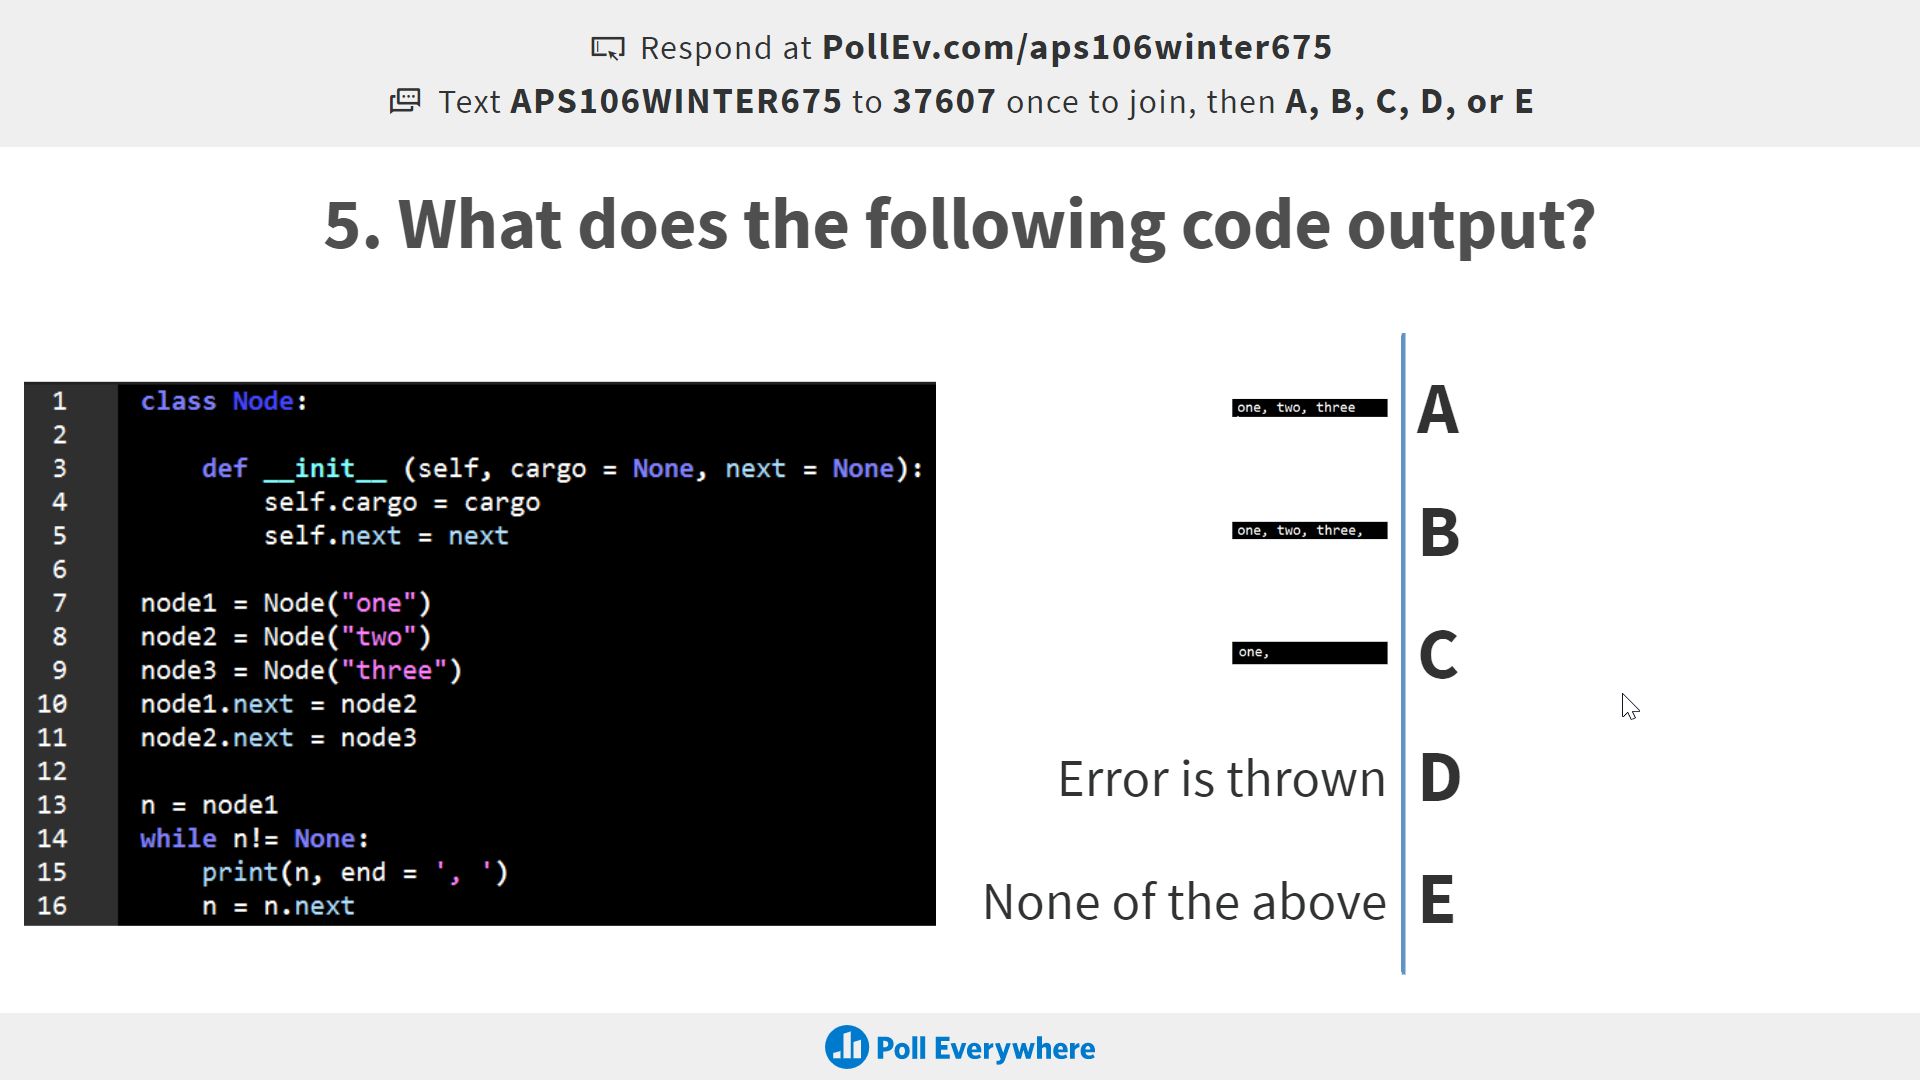 Respond at PollEv.com/aps106winter675
Text APS106WINTER675 to 37607 once to join, then A, B, C, D, or E
5. What does the following code output?
1 class Node:
2
3     def __init__ (self, cargo = None, next = None):
4         self.cargo = cargo
5         self.next = next
6
7 node1 = Node("one")
8 node2 = Node("two")
9 node3 = Node("three")
10 node1.next = node2
11 node2.next = node3
12
13 n = node1
14 while n!= None:
15     print(n, end = ', ')
16     n = n.next
one, two, three A
one, two, three, B
one, C
Error is thrown D
None of the above E
Poll Everywhere